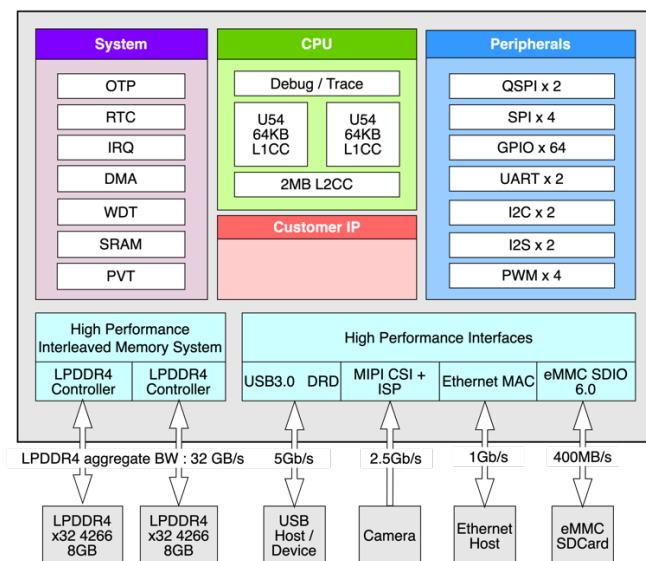 System
OTP
RTC
IRQ
DMA
WDT
SRAM
PVT
CPU
Debug / Trace
U54
64KB
L1CC
U54
64KB
L1CC
2MB L2CC
Customer IP
Peripherals
QSPI x 2
SPI x 4
GPIO x 64
UART x 2
I2C x 2
I2S x 2
PWM x 4
High Performance
Interleaved Memory System
LPDDR4
Controller
LPDDR4
Controller
High Performance Interfaces
USB3.0 DRD
MIPI CSI +
ISP
Ethernet MAC
eMMC SDIO
6.0
LPDDR4 aggregate BW : 32 GB/s
5Gb/s
2.5Gb/s
1Gb/s
400MB/s
LPDDR4
x32 4266
8GB
LPDDR4
x32 4266
8GB
USB
Host /
Device
Camera
Ethernet
Host
eMMC
SDCard